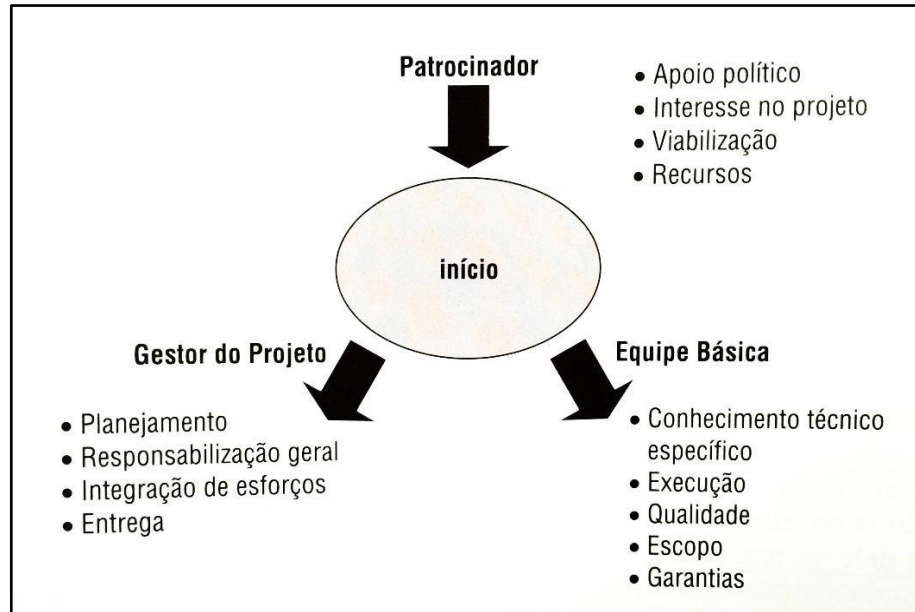 Patrocinador
• Apoio político
• Interesse no projeto
• Viabilização
• Recursos
início
Gestor do Projeto
• Planejamento
• Responsabilização geral
• Integração de esforços
• Entrega
Equipe Básica
• Conhecimento técnico
específico
• Execução
• Qualidade
• Escopo
• Garantias